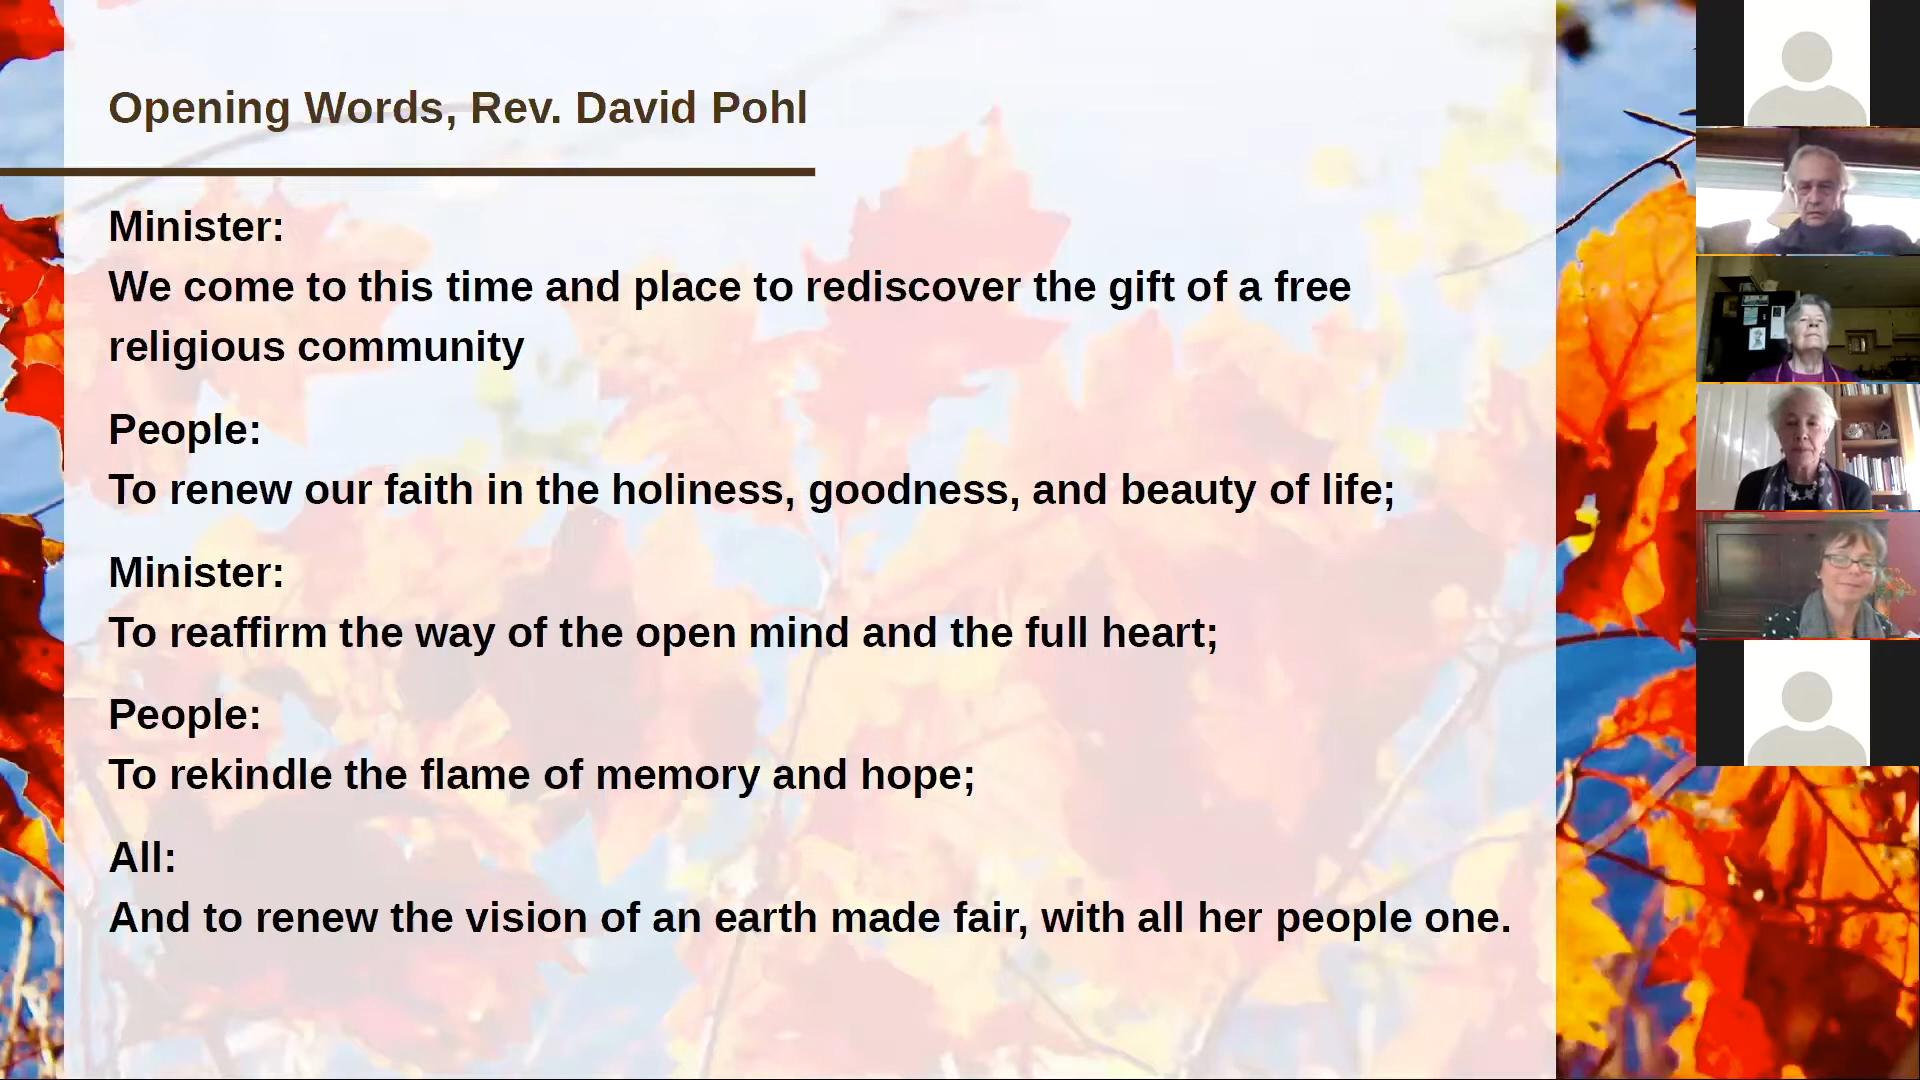 Opening Words, Rev. David Pohl
Minister:
We come to this time and place to rediscover the gift of a free
religious community
People:
To renew our faith in the holiness, goodness, and beauty of life;
Minister:
To reaffirm the way of the open mind and the full heart;
People:
To rekindle the flame of memory and hope;
All:
And to renew the vision of an earth made fair, with all her people one.